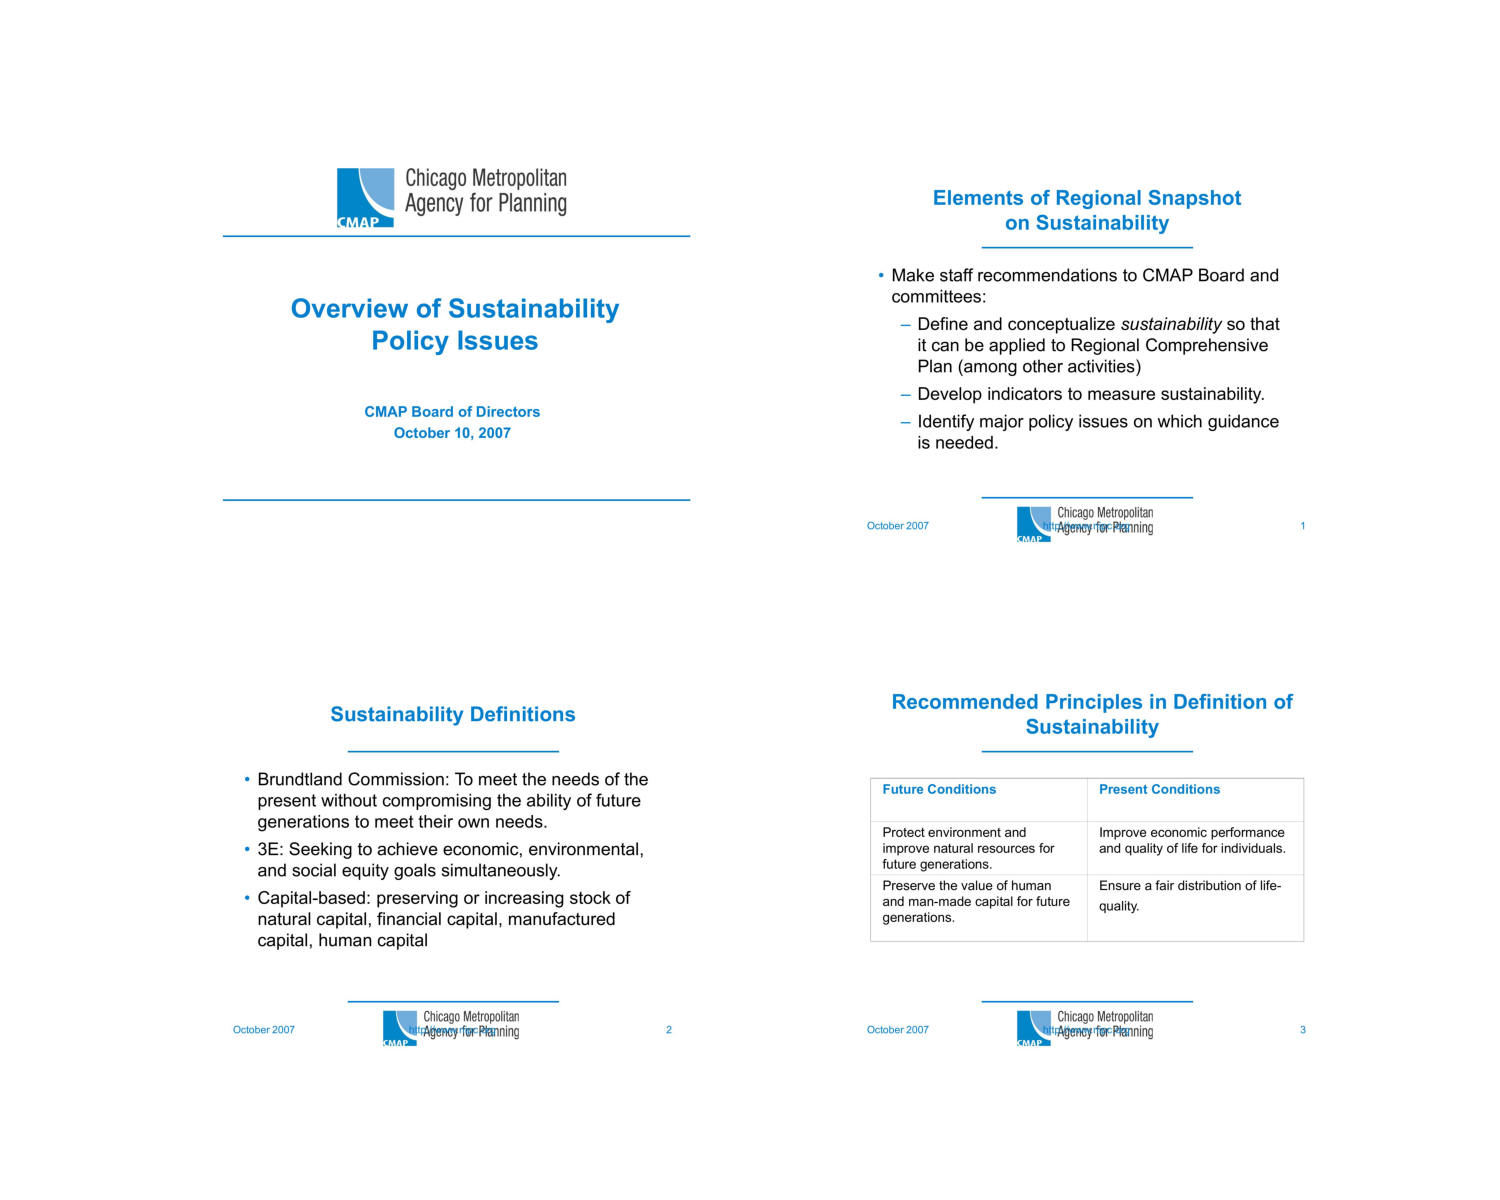 Chicago Metropolitan
Agency for Planning
CMAP
Overview of Sustainability
Policy Issues
CMAP Board of Directors
October 10, 2007
Elements of Regional Snapshot
on Sustainability
• Make staff recommendations to CMAP Board and
committees:
– Define and conceptualize sustainability so that
it can be applied to Regional Comprehensive
Plan (among other activities)
– Develop indicators to measure sustainability.
– Identify major policy issues on which guidance
is needed.
October 2007
Chicago Metropolitan
Agency for Planning
CMAP
1
Sustainability Definitions
• Brundtland Commission: To meet the needs of the
present without compromising the ability of future
generations to meet their own needs.
• 3E: Seeking to achieve economic, environmental,
and social equity goals simultaneously.
• Capital-based: preserving or increasing stock of
natural capital, financial capital, manufactured
capital, human capital
October 2007
Chicago Metropolitan
Agency for Planning
CMAP
2
Recommended Principles in Definition of
Sustainability
Future Conditions
Present Conditions
Protect environment and
improve natural resources for
future generations.
Improve economic performance
and quality of life for individuals.
Preserve the value of human
and man-made capital for future
generations.
Ensure a fair distribution of life-
quality.
October 2007
Chicago Metropolitan
Agency for Planning
CMAP
3